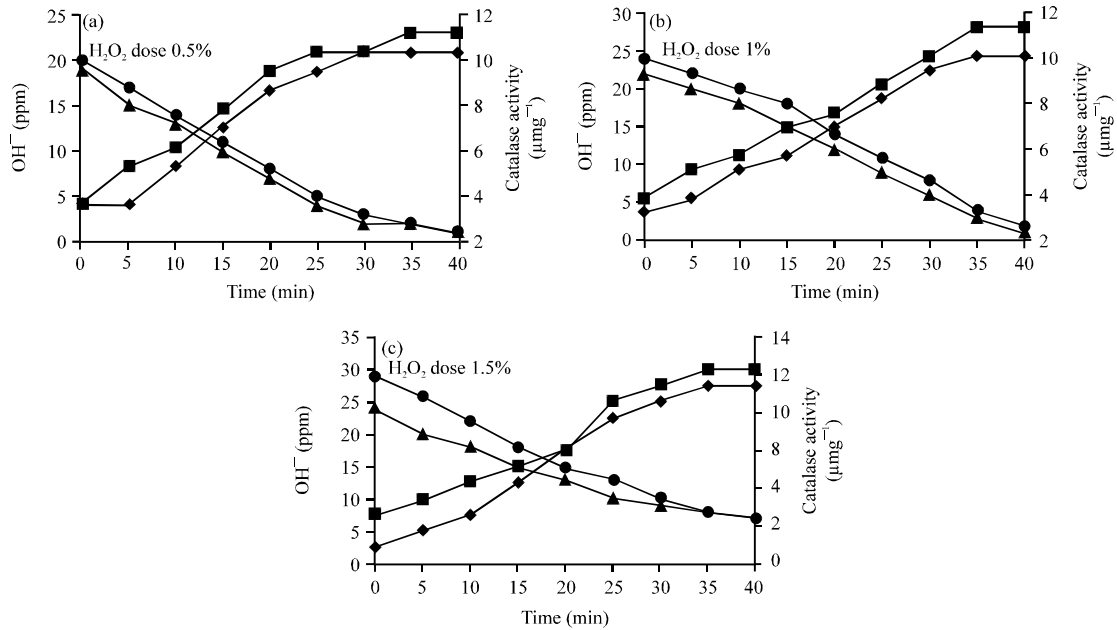 (a)
H₂O₂ dose 0.5%
25
20
15
10
5
0
OH⁻ (ppm)
12
10
8
6
4
2
Catalase activity
(μmg⁻¹)
0 5 10 15 20 25 30 35 40
Time (min)
(b)
H₂O₂ dose 1%
30
25
20
15
10
5
0
OH⁻ (ppm)
12
10
8
6
4
2
Catalase activity
(μmg⁻¹)
0 5 10 15 20 25 30 35 40
Time (min)
(c)
H₂O₂ dose 1.5%
35
30
25
20
15
10
5
0
OH⁻ (ppm)
14
12
10
8
4
2
0
Catalase activity
(μmg⁻¹)
0 5 10 15 20 25 30 35 40
Time (min)